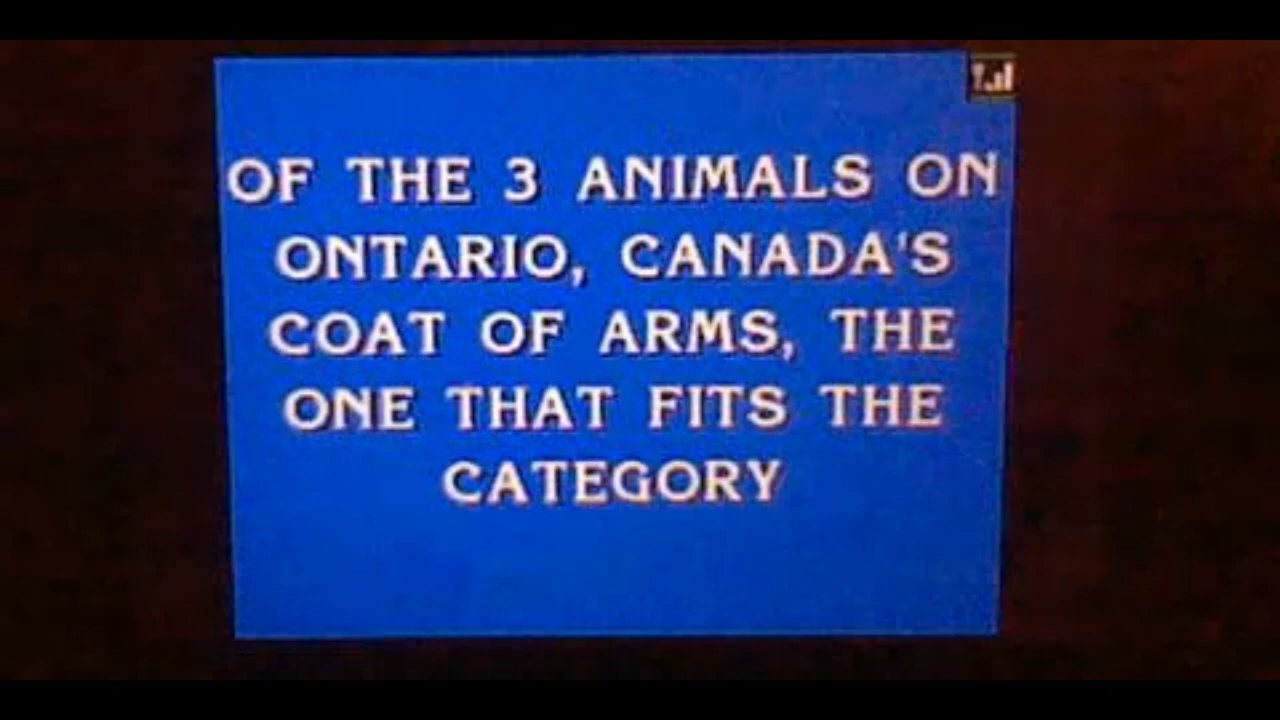 OF THE 3 ANIMALS ON
ONTARIO, CANADA'S
COAT OF ARMS, THE
ONE THAT FITS THE
CATEGORY